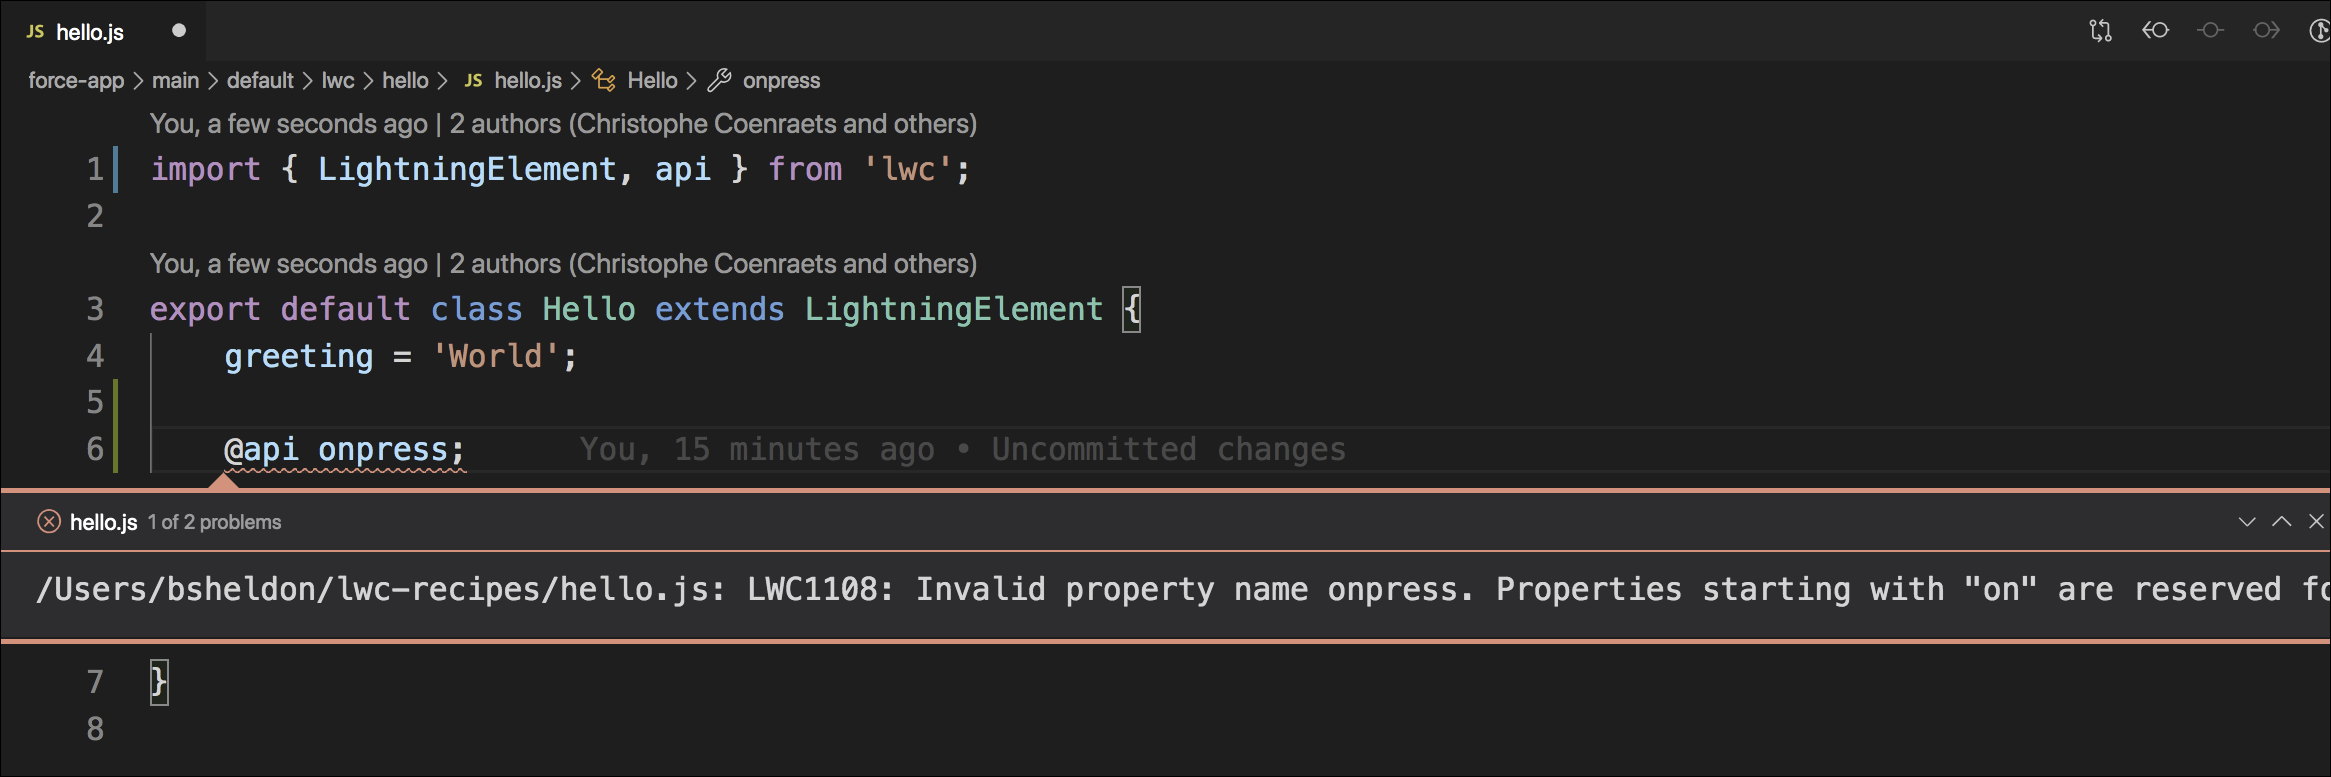 JS hello.js
force-app > main > default > lwc > hello > JS hello.js > Hello > onpress
You, a few seconds ago | 2 authors (Christophe Coenraets and others)
1 import { LightningElement, api } from 'lwc';
2
You, a few seconds ago | 2 authors (Christophe Coenraets and others)
3 export default class Hello extends LightningElement {
4 greeting = 'World';
5
6 @api onpress; You, 15 minutes ago • Uncommitted changes
hello.js 1 of 2 problems
/Users/bsheldon/lwc-recipes/hello.js: LWC1108: Invalid property name onpress. Properties starting with "on" are reserved
7 }
8